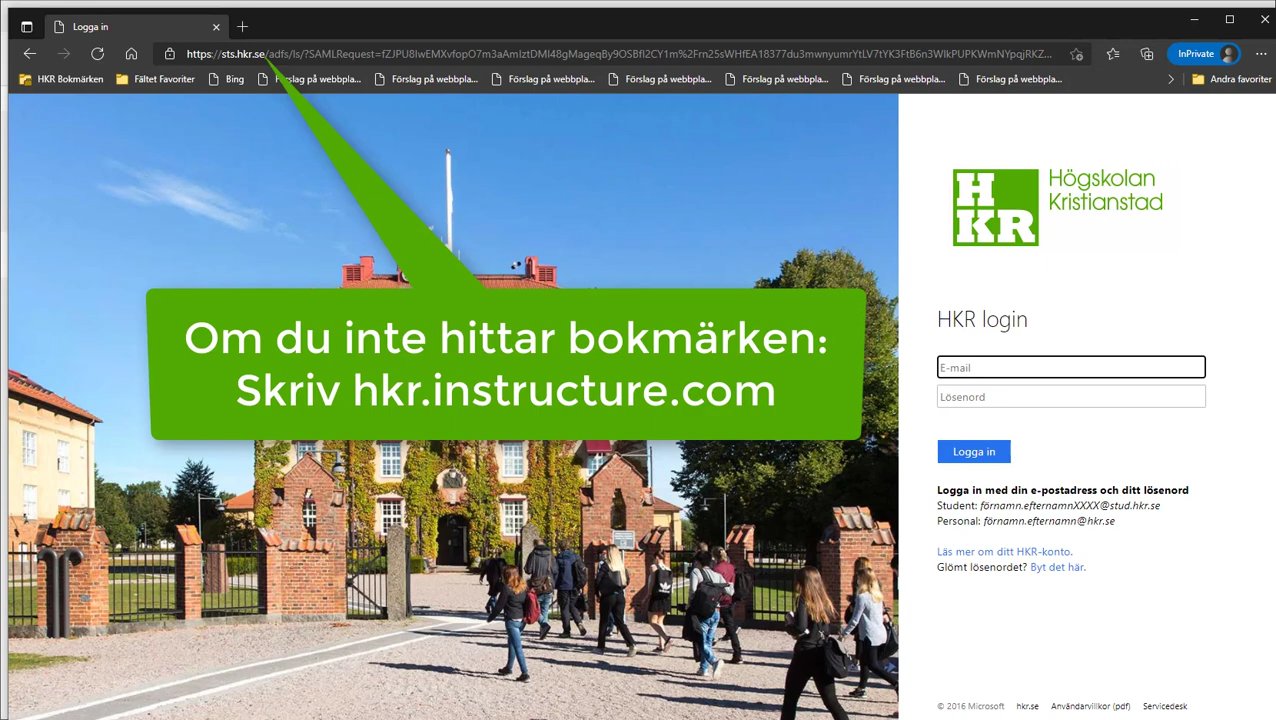 Logga in
https://sts.hkr.se/adfs/ls/?SAMLRequest=
InPrivate
HKR Bokmärken
Fältet Favoriter
Bing
Förslag på webbpla...
Förslag på webbpla...
Förslag på webbpla...
Förslag på webbpla...
Förslag på webbpla...
Förslag på webbpla...
Förslag på webbpla...
Andra favoriter
Om du inte hittar bokmärken:
Skriv hkr.instructure.com
H
KR
Högskolan
Kristianstad
HKR login
E-mail
Lösenord
Logga in
Logga in med din e-postadress och ditt lösenord
Student: förnamn.efternamnXXXX@stud.hkr.se
Personal: förnamn.efternamn@hkr.se
Läs mer om ditt HKR-konto.
Glömt lösenordet? Byt det här.
© 2016 Microsoft hkr.se Användarvillkor (pdf) Servicedesk